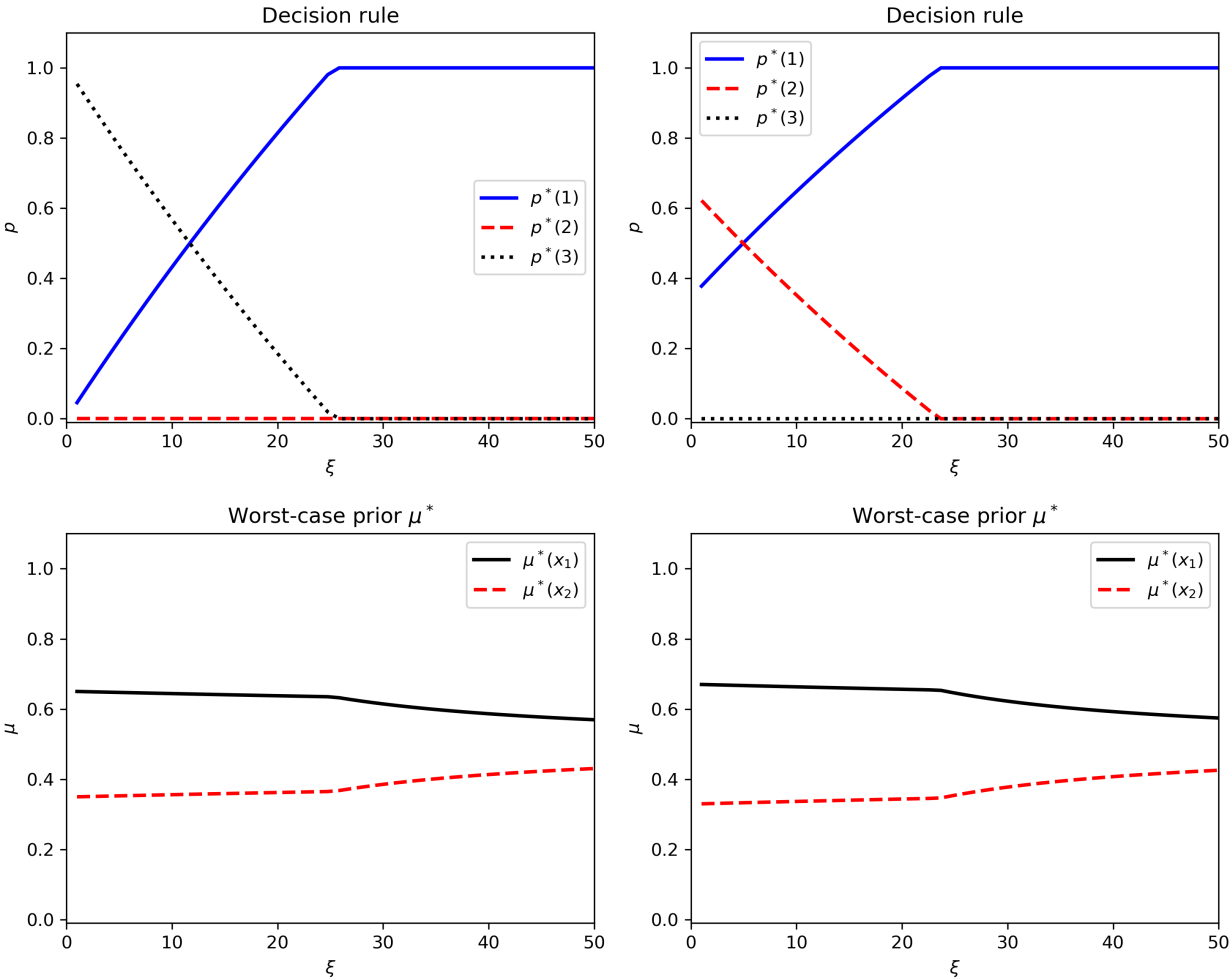 Decision rule
p
1.0
0.8
0.6
0.4
0.2
0.0
p*(1)
p*(2)
p*(3)
0 10 20 30 40 50
ξ
Decision rule
p
1.0
0.8
0.6
0.4
0.2
0.0
p*(1)
p*(2)
p*(3)
0 10 20 30 40 50
ξ
Worst-case prior μ*
μ
1.0
0.8
0.6
0.4
0.2
0.0
μ*(x₁)
μ*(x₂)
0 10 20 30 40 50
ξ
Worst-case prior μ*
μ
1.0
0.8
0.6
0.4
0.2
0.0
μ*(x₁)
μ*(x₂)
0 10 20 30 40 50
ξ